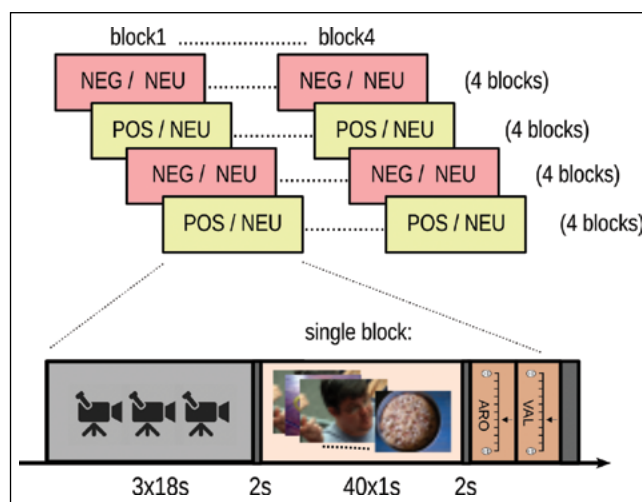 block1 .................... block4
NEG / NEU ............ NEG / NEU (4 blocks)
POS / NEU ............ POS / NEU (4 blocks)
NEG / NEU ............ NEG / NEU (4 blocks)
POS / NEU ............ POS / NEU (4 blocks)
single block:
ARO VAL
3x18s 2s 40x1s 2s